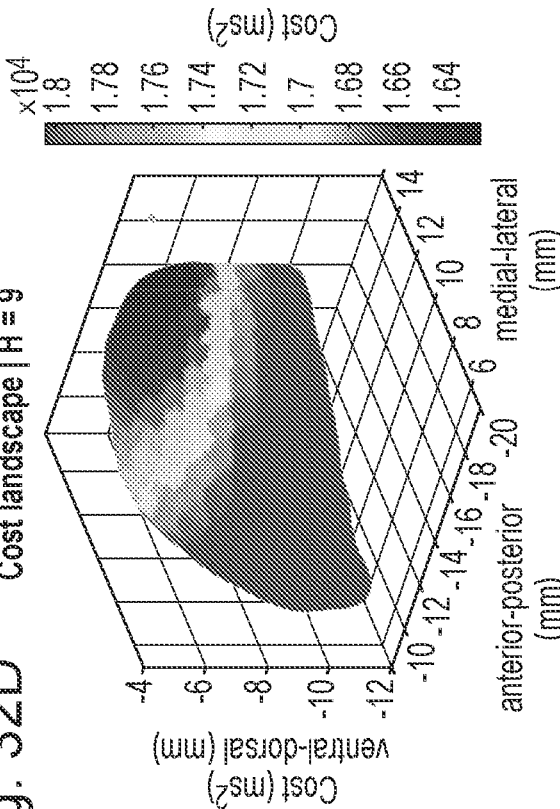 g. 32D
Cost landscape | H = 9
×10⁴
1.8
1.78
1.76
1.74
1.72
1.7
1.68
1.66
1.64
Cost (ms²)
-4
-6
-8
-10
-12
ventral-dorsal (mm)
Cost (ms²)
-10
-12
-14
-16
-18
-20
anterior-posterior
(mm)
6
8
10
12
14
medial-lateral
(mm)